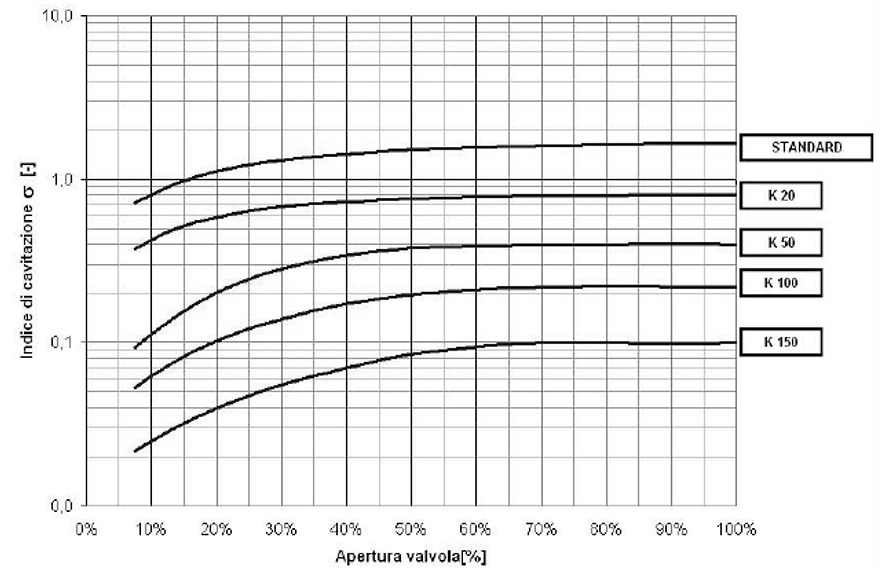 10,0
1,0
0,1
0,0
Indice di cavitazione σ [-]
STANDARD
K 20
K 50
K 100
K 150
0% 10% 20% 30% 40% 50% 60% 70% 80% 90% 100%
Apertura valvola[%]